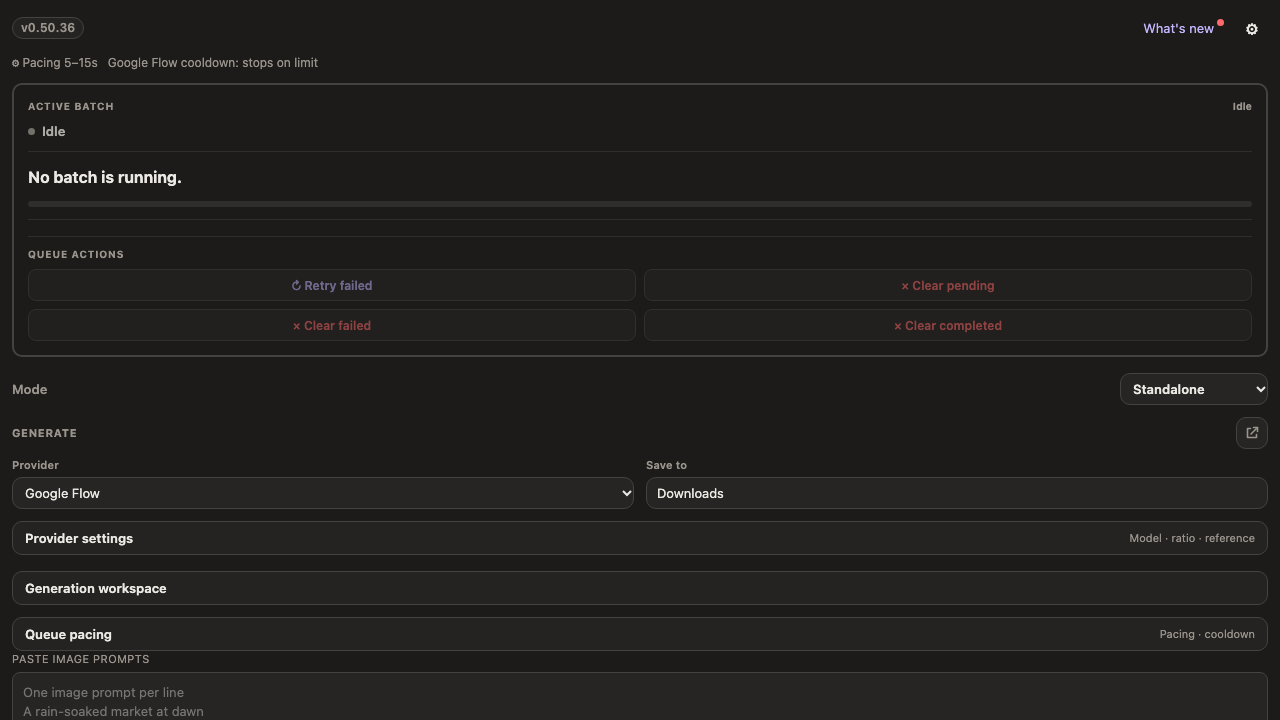 v0.50.36
What's new
⚙
⚙ Pacing 5–15s Google Flow cooldown: stops on limit
ACTIVE BATCH
Idle
Idle
No batch is running.
QUEUE ACTIONS
↻ Retry failed
× Clear pending
× Clear failed
× Clear completed
Mode
Standalone
GENERATE
Provider
Save to
Google Flow
Downloads
Provider settings
Model · ratio · reference
Generation workspace
Queue pacing
Pacing · cooldown
PASTE IMAGE PROMPTS
One image prompt per line
A rain-soaked market at dawn